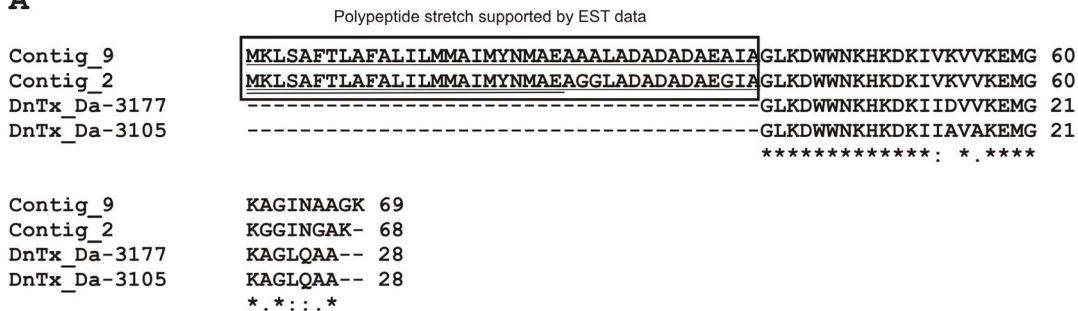 A
Polypeptide stretch supported by EST data
Contig_9 MKLSAFTLAFALILMMAIMYNMAEAAALADADADAEAIAGLKDWWNKHKDKIVKVVKEMG 60
Contig_2 MKLSAFTLAFALILMMAIMYNMAEAGGLADADADAEGIAGLKDWWNKHKDKIVKVVKEMG 60
DnTx_Da-3177 ---------------------------------------GLKDWWNKHKDKIIDVVKEMG 21
DnTx_Da-3105 ---------------------------------------GLKDWWNKHKDKIIAVAKEMG 21
*************: *.****
Contig_9 KAGINAAGK 69
Contig_2 KGGINGAK- 68
DnTx_Da-3177 KAGLQAA-- 28
DnTx_Da-3105 KAGLQAA-- 28
*.*::.*